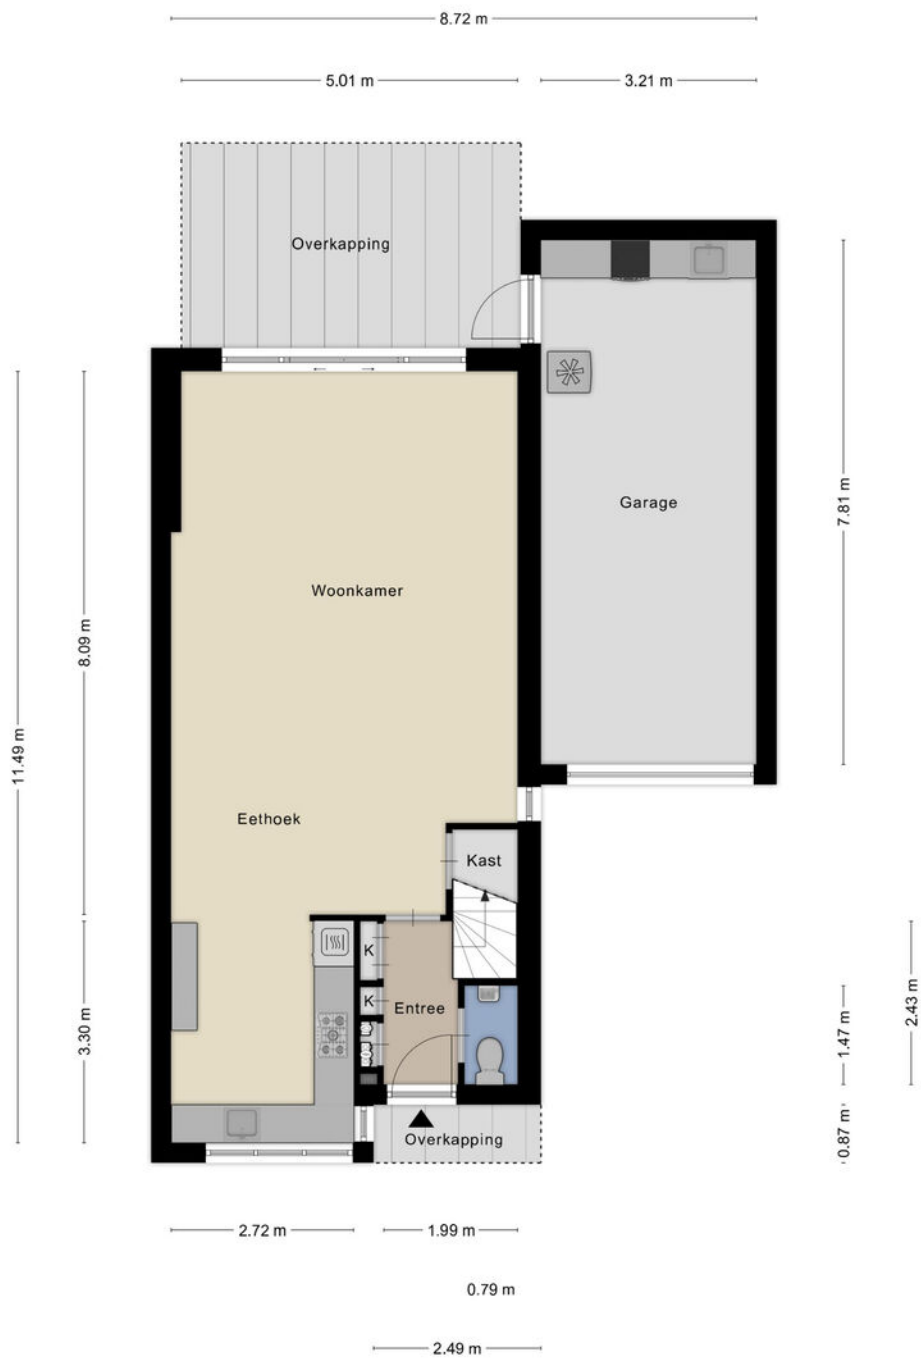 8.72 m
5.01 m
3.21 m
Overkapping
Garage
7.81 m
Woonkamer
8.09 m
11.49 m
Eethoek
Kast
K
K
Entree
3.30 m
2.43 m
1.47 m
0.87 m
Overkapping
2.72 m
1.99 m
0.79 m
2.49 m